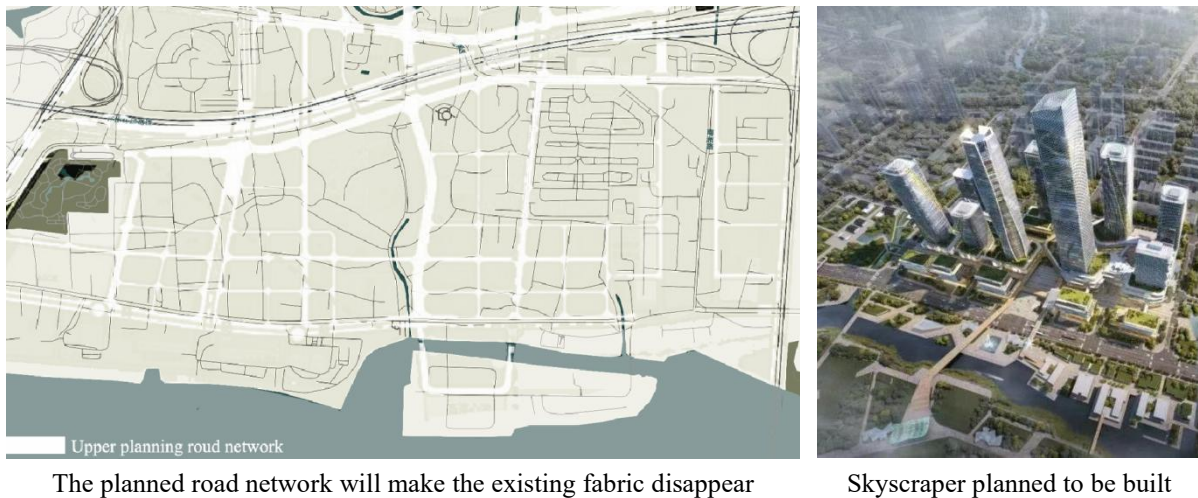 Upper planning roud network
The planned road network will make the existing fabric disappear
Skyscraper planned to be built